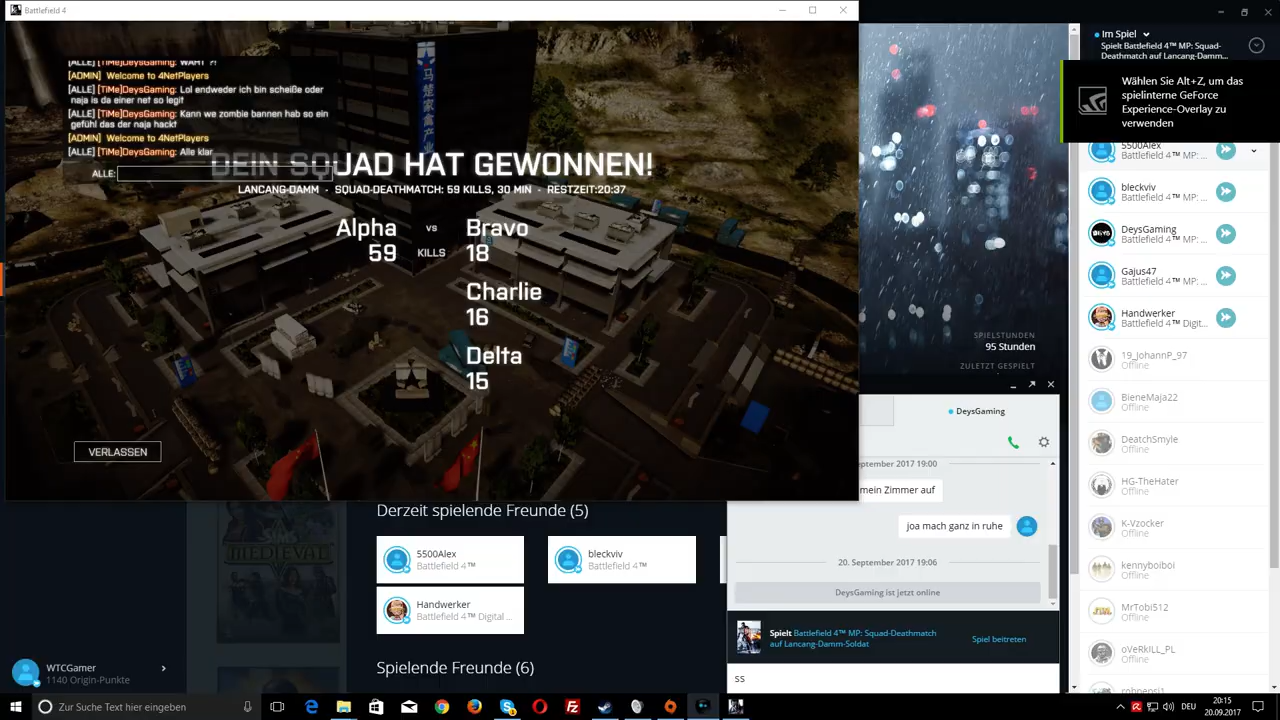 Battlefield 4
[ALLE] [TiMe]DeysGaming: WAHT ?!
[ADMIN] Welcome to 4NetPlayers
[ALLE] [TiMe]DeysGaming: Lol endweder ich bin scheiße oder
naja is da einer net so legit
[ALLE] [TiMe]DeysGaming: Kann we zombie bannen hab so ein
gefühl das der naja hackt
[ADMIN] Welcome to 4NetPlayers
[ALLE] [TiMe]DeysGaming: Alle klar
ALLE:
DEIN SQUAD HAT GEWONNEN!
LANCANG-DAMM - SQUAD-DEATHMATCH: 59 KILLS, 30 MIN - RESTZEIT:20:37
Alpha vs Bravo
59 KILLS 18
Charlie
16
Delta
15
VERLASSEN
马楚家禽产
Im Spiel
Spielt Battlefield 4™ MP: Squad-
Deathmatch auf Lancang-Damm...
Wählen Sie Alt+Z, um das
spielinterne GeForce
Experience-Overlay zu
verwenden
5500Alex
Battlefield 4™ MP: ...
bleckviv
Battlefield 4™ MP: ...
DeysGaming
Battlefield 4™ MP: ...
Gajus47
Battlefield 4™ MP: ...
Handwerker
Battlefield 4™ Digit...
19_JohannP_97
Offline
BieneMaja22
Offline
DeatchSmyle
Offline
HG-TheHater
Offline
K-Vzocker
Offline
kennyboiboi
Offline
MrTobi512
Offline
oVeRkILL_PL
Offline
robpepsi1
SPIELSTUNDEN
95 Stunden
ZULETZT GESPIELT
DeysGaming
September 2017 19:00
mein Zimmer auf
joa mach ganz in ruhe
20. September 2017 19:06
DeysGaming ist jetzt online
Spielt Battlefield 4™ MP: Squad-Deathmatch
auf Lancang-Damm-Soldat
Spiel beitreten
ss
Derzeit spielende Freunde (5)
5500Alex
Battlefield 4™
bleckviv
Battlefield 4™
Handwerker
Battlefield 4™ Digital ...
Spielende Freunde (6)
MEDIEVAL
WTCGamer
1140 Origin-Punkte
Zur Suche Text hier eingeben
DEU
20:15
20.09.2017